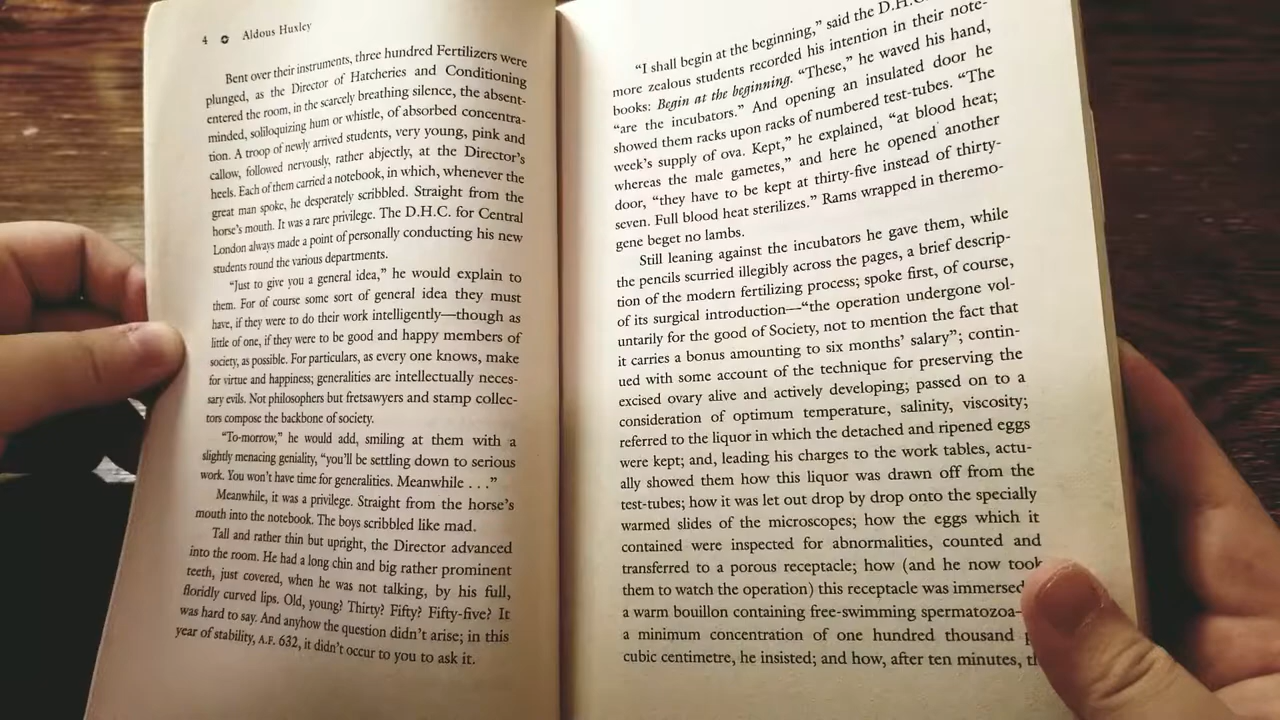 4 Aldous Huxley
Bent over their instruments, three hundred Fertilizers were
plunged, as the Director of Hatcheries and Conditioning
entered the room, in the scarcely breathing silence, the absent-
minded, soliloquizing hum or whistle, of absorbed concentra-
tion. A troop of newly arrived students, very young, pink and
callow, followed nervously, rather abjectly, at the Director's
heels. Each of them carried a notebook, in which, whenever the
great man spoke, he desperately scribbled. Straight from the
horse's mouth. It was a rare privilege. The D.H.C. for Central
London always made a point of personally conducting his new
students round the various departments.
"Just to give you a general idea," he would explain to
them. For of course some sort of general idea they must
have, if they were to do their work intelligently—though as
little of one, if they were to be good and happy members of
society, as possible. For particulars, as every one knows, make
for virtue and happiness; generalities are intellectually neces-
sary evils. Not philosophers but fretsawyers and stamp collec-
tors compose the backbone of society.
"To-morrow," he would add, smiling at them with a
slightly menacing geniality, "you'll be settling down to serious
work. You won't have time for generalities. Meanwhile . . ."
Meanwhile, it was a privilege. Straight from the horse's
mouth into the notebook. The boys scribbled like mad.
Tall and rather thin but upright, the Director advanced
into the room. He had a long chin and big rather prominent
teeth, just covered, when he was not talking, by his full,
floridly curved lips. Old, young? Thirty? Fifty? Fifty-five? It
was hard to say. And anyhow the question didn't arise; in this
year of stability, A.F. 632, it didn't occur to you to ask it.
"I shall begin at the beginning," said the D.H.C.
more zealous students recorded his intention in their note-
books: Begin at the beginning. "These," he waved his hand,
"are the incubators." And opening an insulated door he
showed them racks upon racks of numbered test-tubes. "The
week's supply of ova. Kept," he explained, "at blood heat;
whereas the male gametes," and here he opened another
door, "they have to be kept at thirty-five instead of thirty-
seven. Full blood heat sterilizes." Rams wrapped in theremo-
gene beget no lambs.
Still leaning against the incubators he gave them, while
the pencils scurried illegibly across the pages, a brief descrip-
tion of the modern fertilizing process; spoke first, of course,
of its surgical introduction—"the operation undergone vol-
untarily for the good of Society, not to mention the fact that
it carries a bonus amounting to six months' salary"; contin-
ued with some account of the technique for preserving the
excised ovary alive and actively developing; passed on to a
consideration of optimum temperature, salinity, viscosity;
referred to the liquor in which the detached and ripened eggs
were kept; and, leading his charges to the work tables, actu-
ally showed them how this liquor was drawn off from the
test-tubes; how it was let out drop by drop onto the specially
warmed slides of the microscopes; how the eggs which it
contained were inspected for abnormalities, counted and
transferred to a porous receptacle; how (and he now took
them to watch the operation) this receptacle was immersed
a warm bouillon containing free-swimming spermatozoa—
a minimum concentration of one hundred thousand
cubic centimetre, he insisted; and how, after ten minutes,